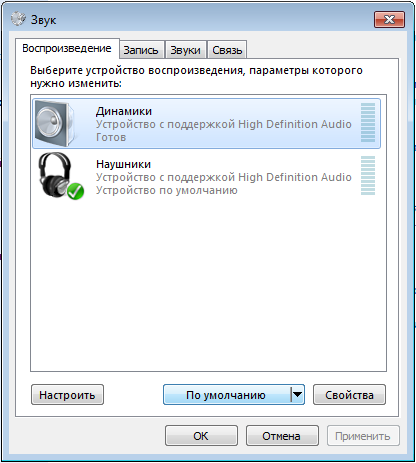 Звук
Воспроизведение Запись Звуки Связь
Выберите устройство воспроизведения, параметры которого
нужно изменить:
Динамики
Устройство с поддержкой High Definition Audio
Готов
Наушники
Устройство с поддержкой High Definition Audio
Устройство по умолчанию
Настроить По умолчанию Свойства
OK Отмена Применить